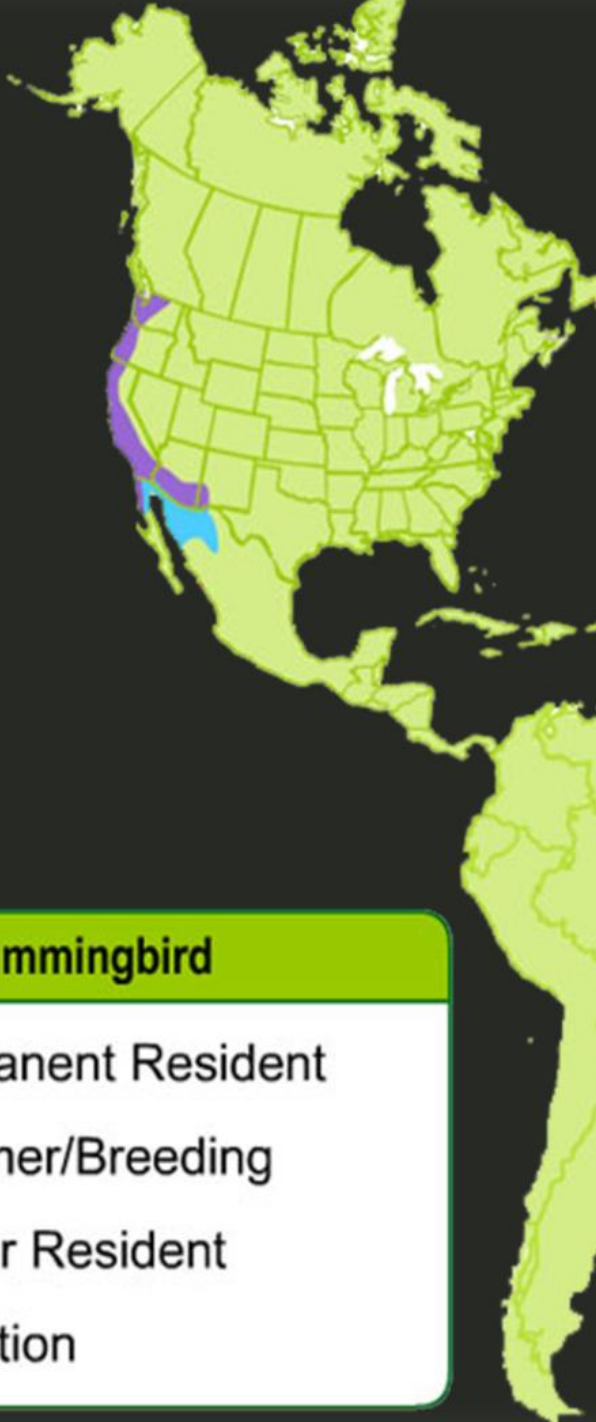 mmingbird
anent Resident
ner/Breeding
r Resident
tion